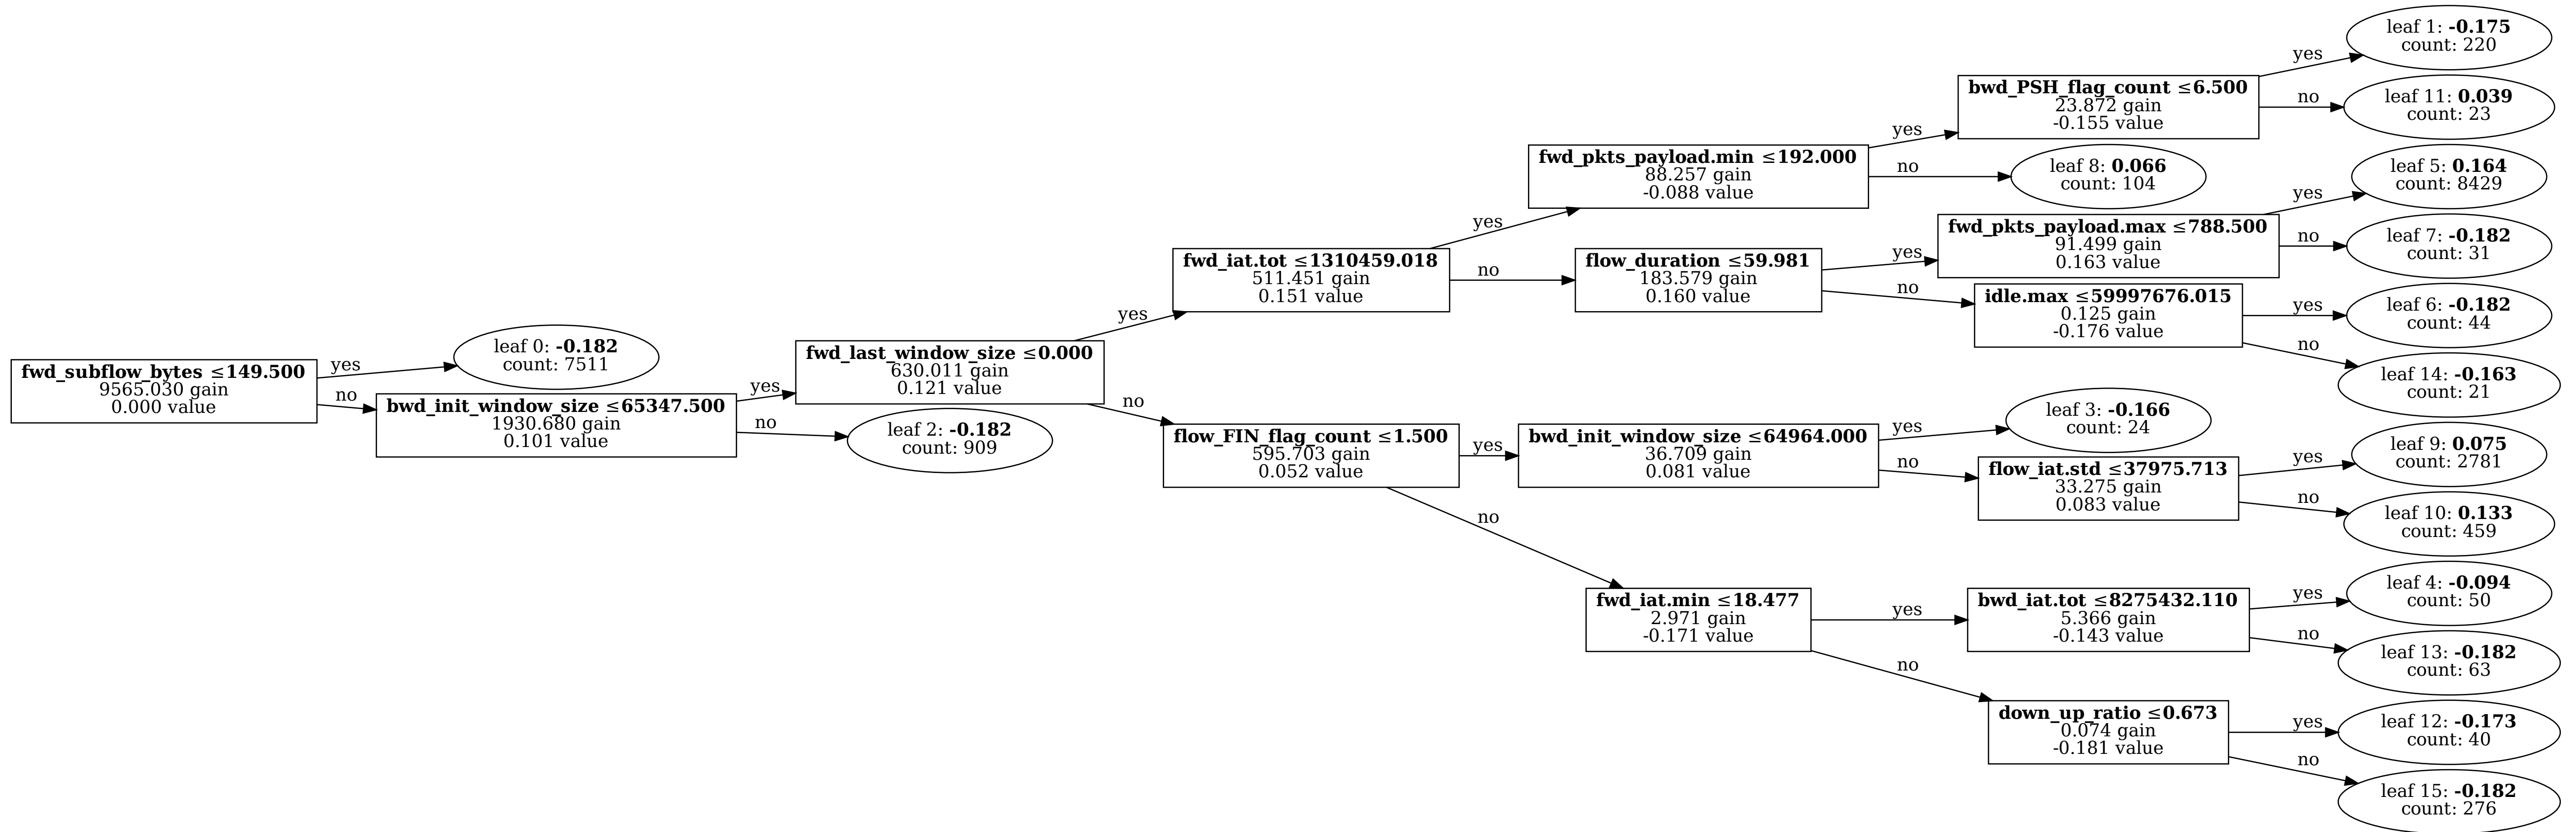 fwd_subflow_bytes ≤149.500
9565.030 gain
0.000 value
yes
no
leaf 0: -0.182
count: 7511
bwd_init_window_size ≤65347.500
1930.680 gain
0.101 value
yes
no
fwd_last_window_size ≤0.000
630.011 gain
0.121 value
yes
no
leaf 2: -0.182
count: 909
fwd_iat.tot ≤1310459.018
511.451 gain
0.151 value
yes
no
flow_FIN_flag_count ≤1.500
595.703 gain
0.052 value
yes
no
fwd_pkts_payload.min ≤192.000
88.257 gain
-0.088 value
yes
no
flow_duration ≤59.981
183.579 gain
0.160 value
yes
no
bwd_init_window_size ≤64964.000
36.709 gain
0.081 value
yes
no
fwd_iat.min ≤18.477
2.971 gain
-0.171 value
yes
no
bwd_PSH_flag_count ≤6.500
23.872 gain
-0.155 value
yes
no
leaf 8: 0.066
count: 104
fwd_pkts_payload.max ≤788.500
91.499 gain
0.163 value
yes
no
idle.max ≤59997676.015
0.125 gain
-0.176 value
yes
no
leaf 3: -0.166
count: 24
flow_iat.std ≤37975.713
33.275 gain
0.083 value
yes
no
bwd_iat.tot ≤8275432.110
5.366 gain
-0.143 value
yes
no
down_up_ratio ≤0.673
0.074 gain
-0.181 value
yes
no
leaf 1: -0.175
count: 220
leaf 11: 0.039
count: 23
leaf 5: 0.164
count: 8429
leaf 7: -0.182
count: 31
leaf 6: -0.182
count: 44
leaf 14: -0.163
count: 21
leaf 9: 0.075
count: 2781
leaf 10: 0.133
count: 459
leaf 4: -0.094
count: 50
leaf 13: -0.182
count: 63
leaf 12: -0.173
count: 40
leaf 15: -0.182
count: 276